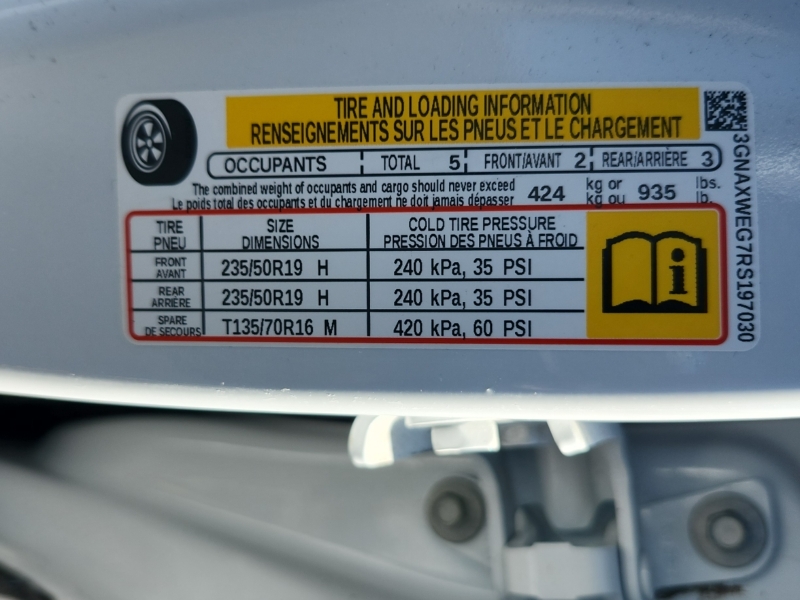 TIRE AND LOADING INFORMATION
RENSEIGNEMENTS SUR LES PNEUS ET LE CHARGEMENT
OCCUPANTS TOTAL 5 FRONT/AVANT 2 REAR/ARRIÈRE 3
The combined weight of occupants and cargo should never exceed 424 kg or 935 lbs.
Le poids total des occupants et du chargement ne doit jamais dépasser kg ou lb.
TIRE SIZE COLD TIRE PRESSURE
PNEU DIMENSIONS PRESSION DES PNEUS À FROID
FRONT AVANT 235/50R19 H 240 kPa, 35 PSI
REAR ARRIÈRE 235/50R19 H 240 kPa, 35 PSI
SPARE DE SECOURS T135/70R16 M 420 kPa, 60 PSI
3GNAXWEG7RS197030